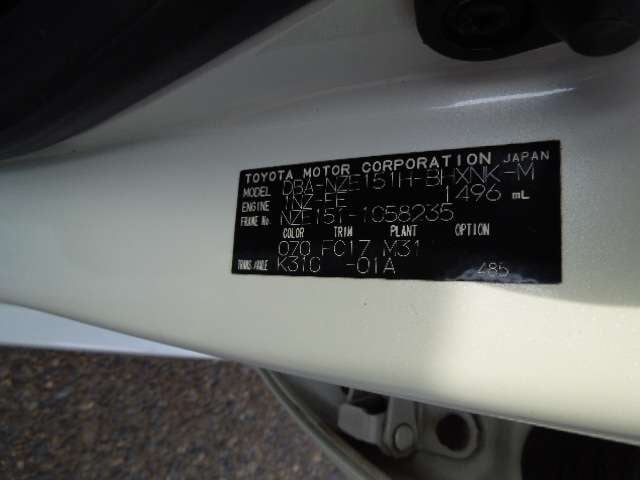 TOYOTA MOTOR CORPORATION JAPAN
MODEL DBA-NZE151H-BHXNK-M
ENGINE 1NZ-FE 1496 mL
FRAME No. NZE151-1058235
COLOR TRIM PLANT OPTION
070 FC17 M31
TRANS/AXLE K310 -01A 485